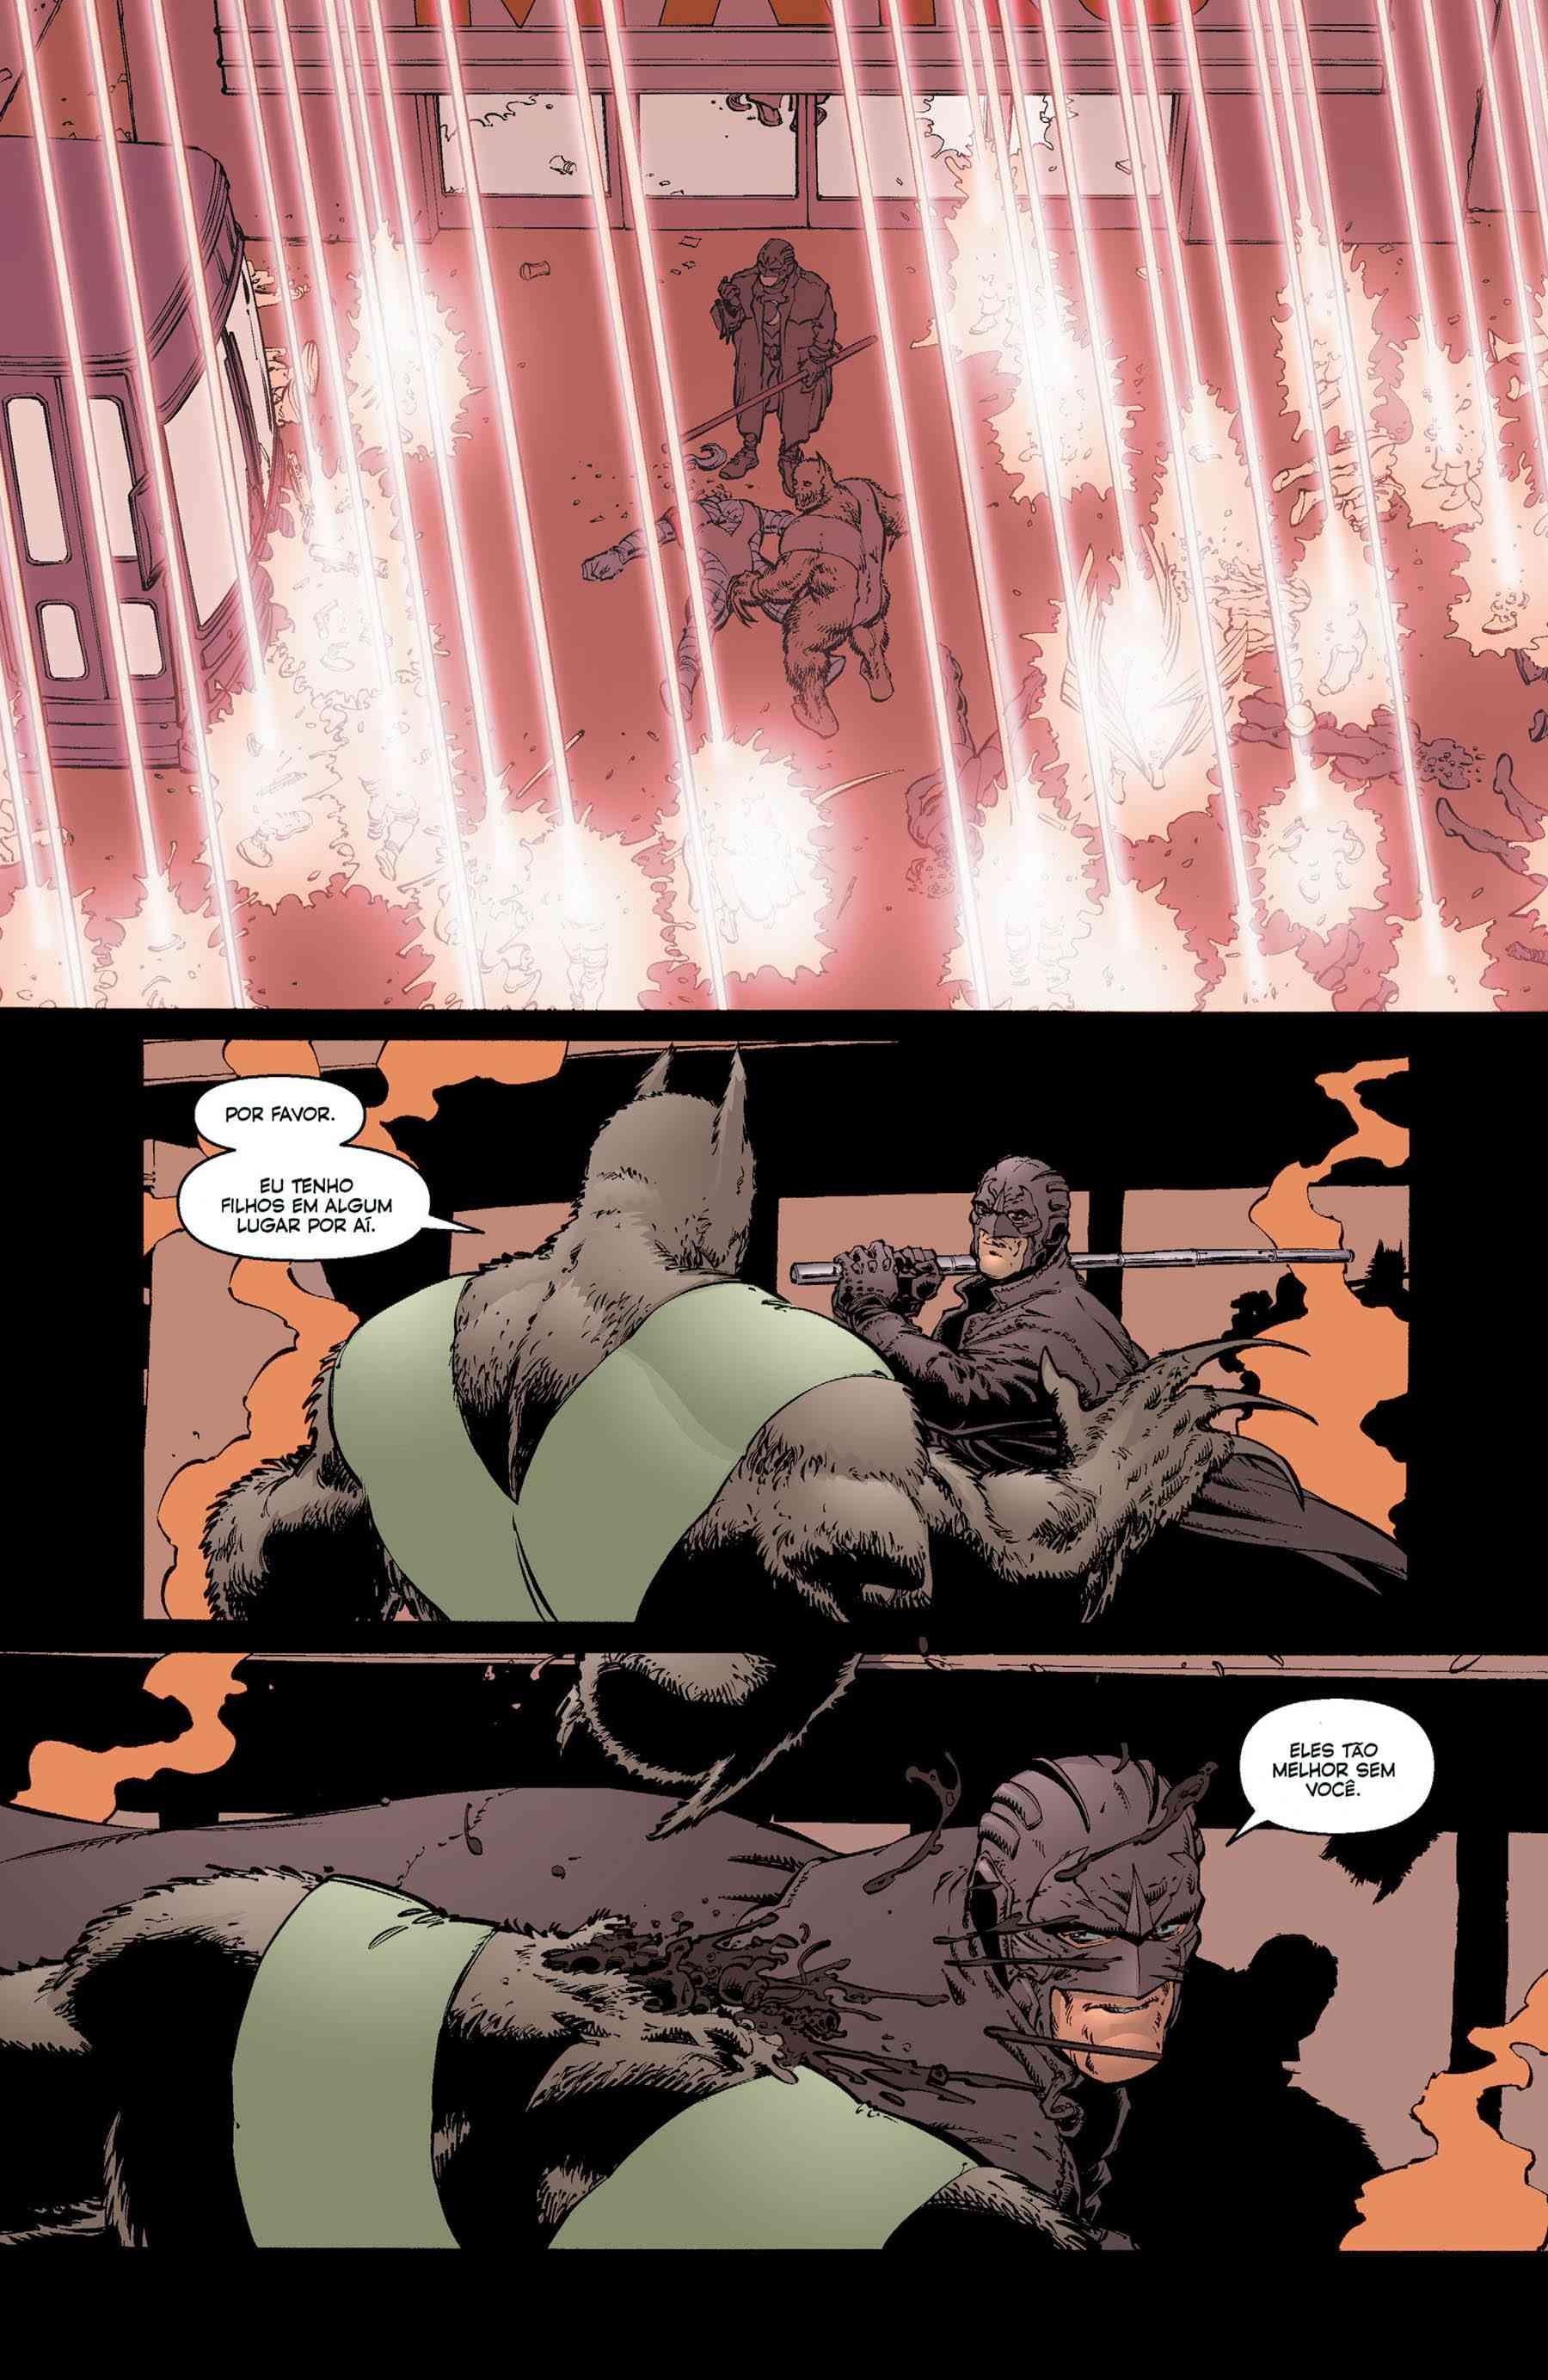 POR FAVOR.
EU TENHO
FILHOS EM ALGUM
LUGAR POR AÍ.
ELES TÃO
MELHOR SEM
VOCÊ.